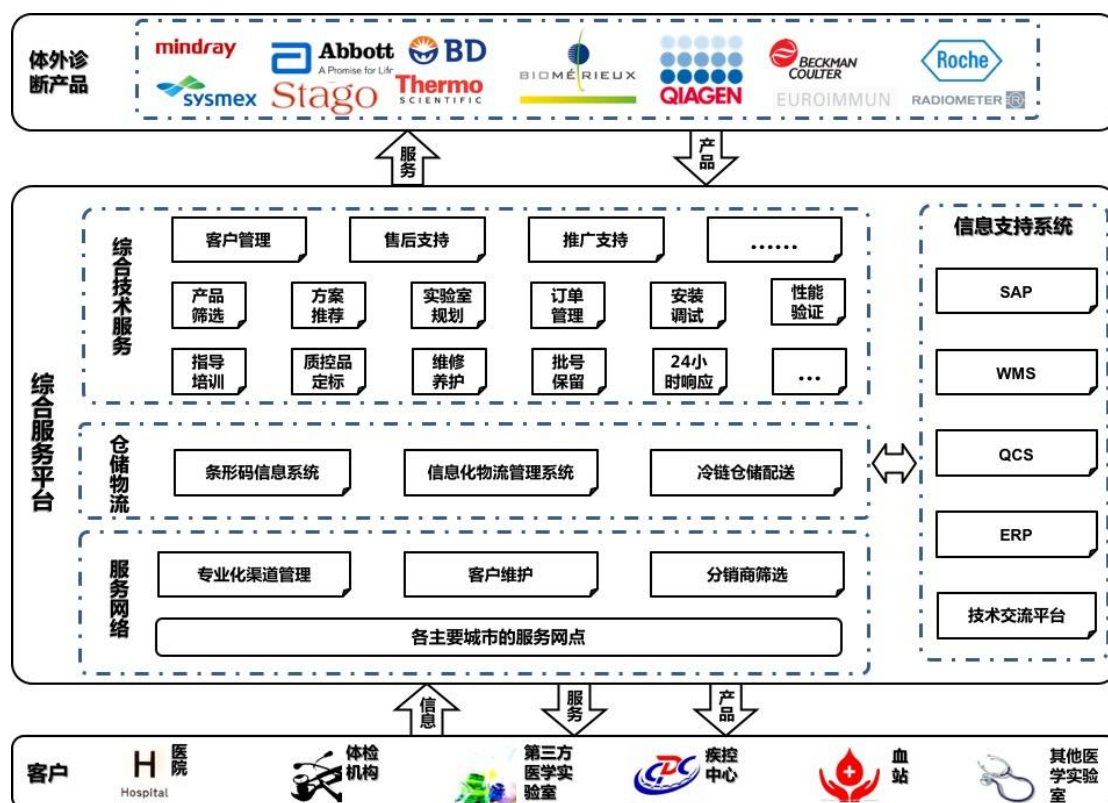 体外诊
断产品
mindray
Abbott
A Promise for Life
BD
sysmex
Stago
Thermo
SCIENTIFIC
BIOMÉRIEUX
QIAGEN
BECKMAN
COULTER
EUROIMMUN
Roche
RADIOMETER R
服务
产品
综合服务平台
综合技术服务
客户管理
售后支持
推广支持
......
产品
筛选
方案
推荐
实验室
规划
订单
管理
安装
调试
性能
验证
指导
培训
质控品
定标
维修
养护
批号
保留
24小
时响应
...
仓储物流
条形码信息系统
信息化物流管理系统
冷链仓储配送
服务网络
专业化渠道管理
客户维护
分销商筛选
各主要城市的服务网点
信息支持系统
SAP
WMS
QCS
ERP
技术交流平台
信息
服务
产品
客户
H
Hospital
医院
体检
机构
第三方
医学实
验室
CDC
疾控
中心
血站
其他医
学实验
室